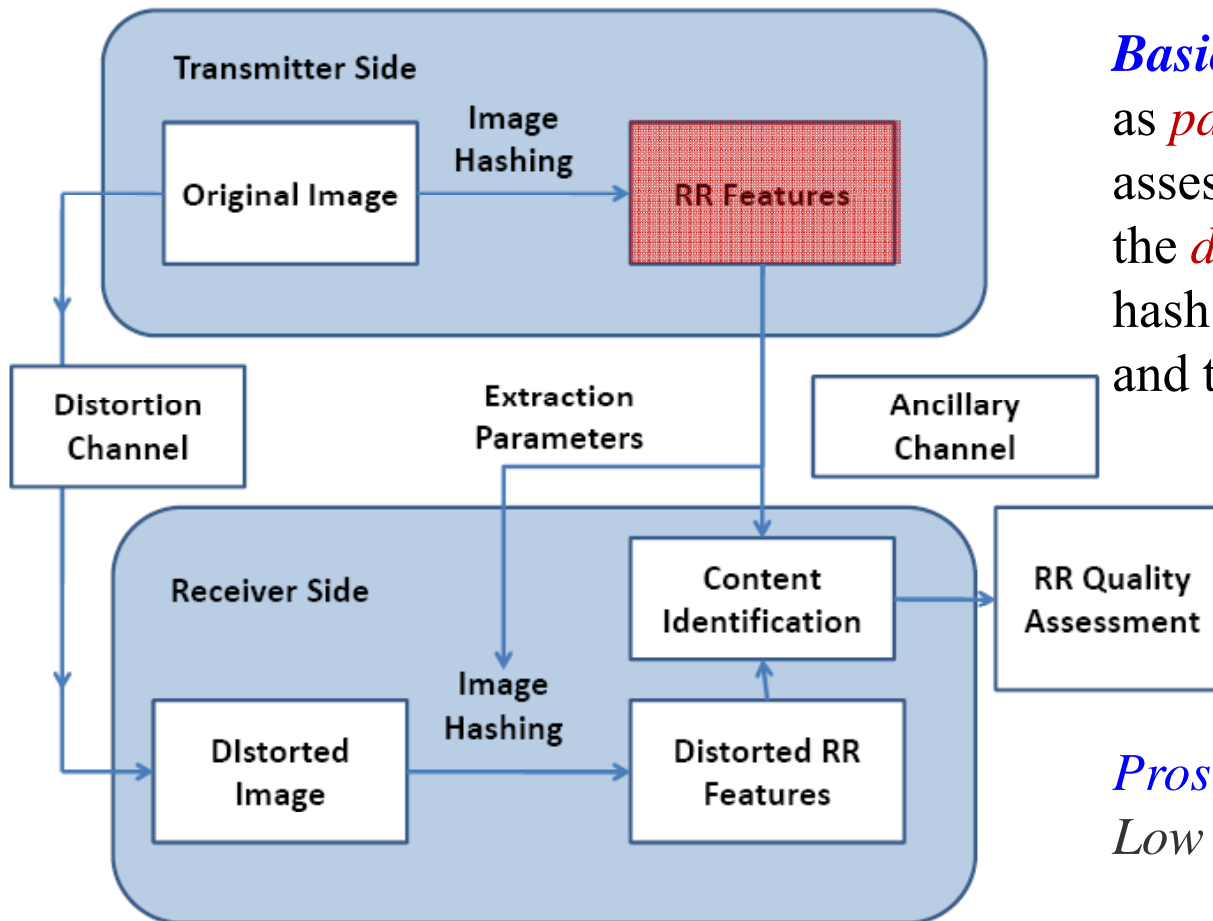 Transmitter Side
Image
Hashing
Original Image
RR Features
Distortion
Channel
Extraction
Parameters
Ancillary
Channel
Receiver Side
Content
Identification
RR Quality
Assessment
Image
Hashing
DIstorted
Image
Distorted RR
Features
as
the
hash
and
Pros
Low